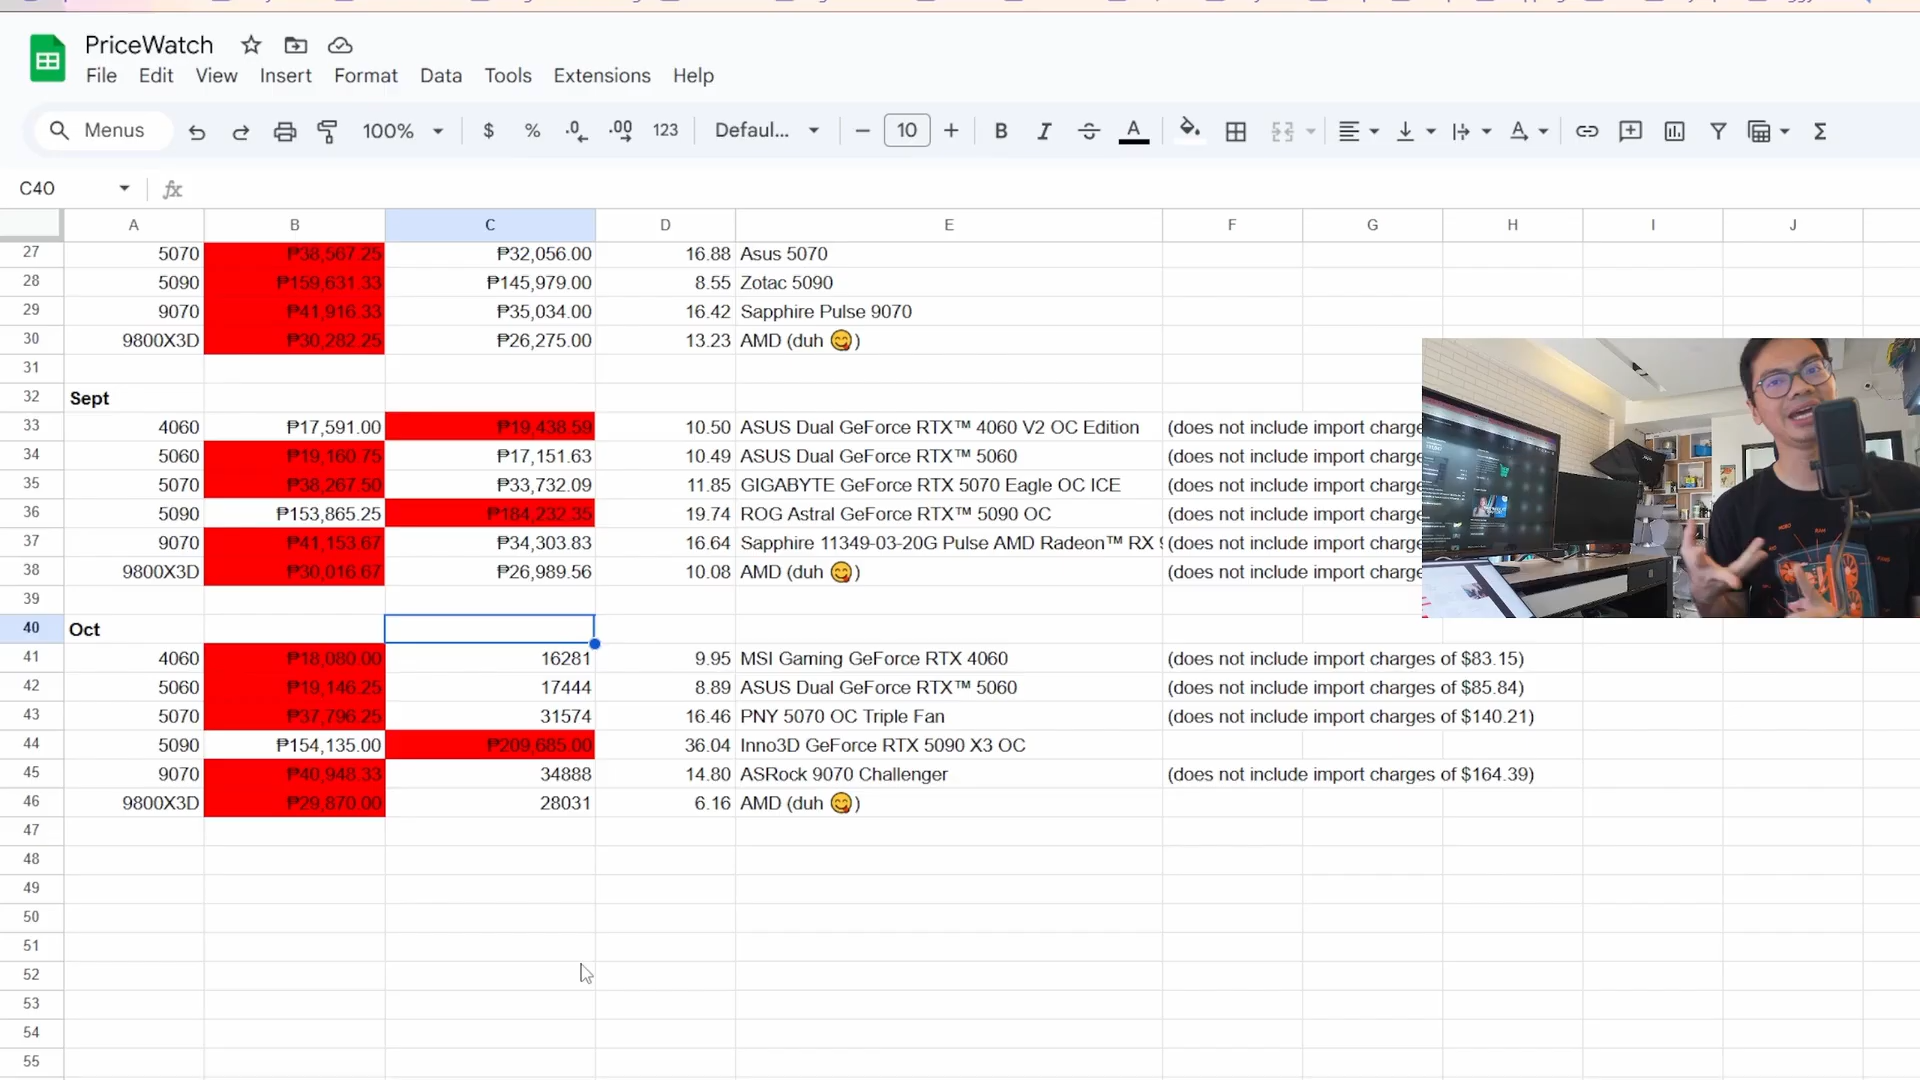 PriceWatch
File Edit View Insert Format Data Tools Extensions Help
Menus 100% $ % .0 .00 123 Defaul... 10 B I S A A Σ
C40 fx
A B C D E F G H I J
27 5070 ₱38,567.25 ₱32,056.00 16.88 Asus 5070
28 5090 ₱159,631.33 ₱145,979.00 8.55 Zotac 5090
29 9070 ₱41,916.33 ₱35,034.00 16.42 Sapphire Pulse 9070
30 9800X3D ₱30,282.25 ₱26,275.00 13.23 AMD (duh 😋)
31
32 Sept
33 4060 ₱17,591.00 ₱19,438.59 10.50 ASUS Dual GeForce RTX™ 4060 V2 OC Edition (does not include import charge
34 5060 ₱19,160.75 ₱17,151.63 10.49 ASUS Dual GeForce RTX™ 5060 (does not include import charge
35 5070 ₱38,267.50 ₱33,732.09 11.85 GIGABYTE GeForce RTX 5070 Eagle OC ICE (does not include import charge
36 5090 ₱153,865.25 ₱184,232.35 19.74 ROG Astral GeForce RTX™ 5090 OC (does not include import charge
37 9070 ₱41,153.67 ₱34,303.83 16.64 Sapphire 11349-03-20G Pulse AMD Radeon™ RX (does not include import charge
38 9800X3D ₱30,016.67 ₱26,989.56 10.08 AMD (duh 😋) (does not include import charge
39
40 Oct
41 4060 ₱18,080.00 16281 9.95 MSI Gaming GeForce RTX 4060 (does not include import charges of $83.15)
42 5060 ₱19,146.25 17444 8.89 ASUS Dual GeForce RTX™ 5060 (does not include import charges of $85.84)
43 5070 ₱37,796.25 31574 16.46 PNY 5070 OC Triple Fan (does not include import charges of $140.21)
44 5090 ₱154,135.00 ₱209,685.00 36.04 Inno3D GeForce RTX 5090 X3 OC
45 9070 ₱40,948.33 34888 14.80 ASRock 9070 Challenger (does not include import charges of $164.39)
46 9800X3D ₱29,870.00 28031 6.16 AMD (duh 😋)
47
48
49
50
51
52
53
54
55